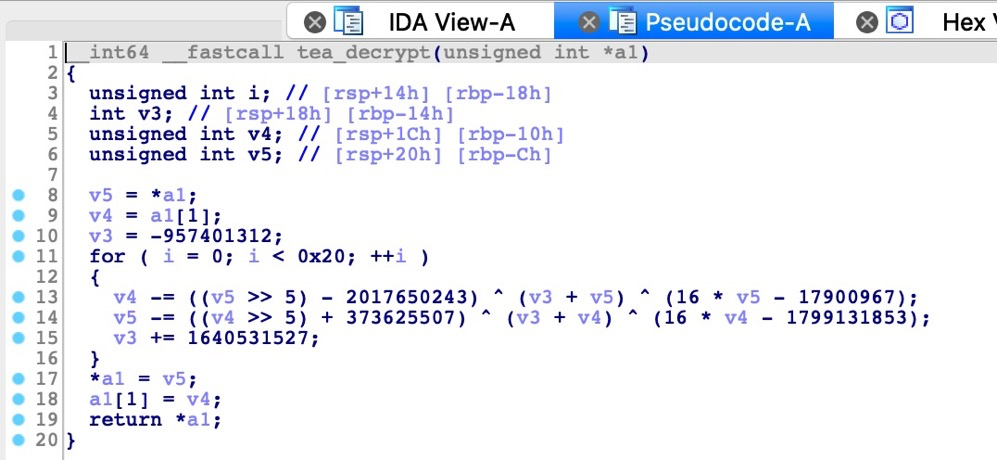 IDA View-A Pseudocode-A Hex
1 __int64 __fastcall tea_decrypt(unsigned int *a1)
2 {
3 unsigned int i; // [rsp+14h] [rbp-18h]
4 int v3; // [rsp+18h] [rbp-14h]
5 unsigned int v4; // [rsp+1Ch] [rbp-10h]
6 unsigned int v5; // [rsp+20h] [rbp-Ch]
7
8 v5 = *a1;
9 v4 = a1[1];
10 v3 = -957401312;
11 for ( i = 0; i < 0x20; ++i )
12 {
13 v4 -= ((v5 >> 5) - 2017650243) ^ (v3 + v5) ^ (16 * v5 - 17900967);
14 v5 -= ((v4 >> 5) + 373625507) ^ (v3 + v4) ^ (16 * v4 - 1799131853);
15 v3 += 1640531527;
16 }
17 *a1 = v5;
18 a1[1] = v4;
19 return *a1;
20 }